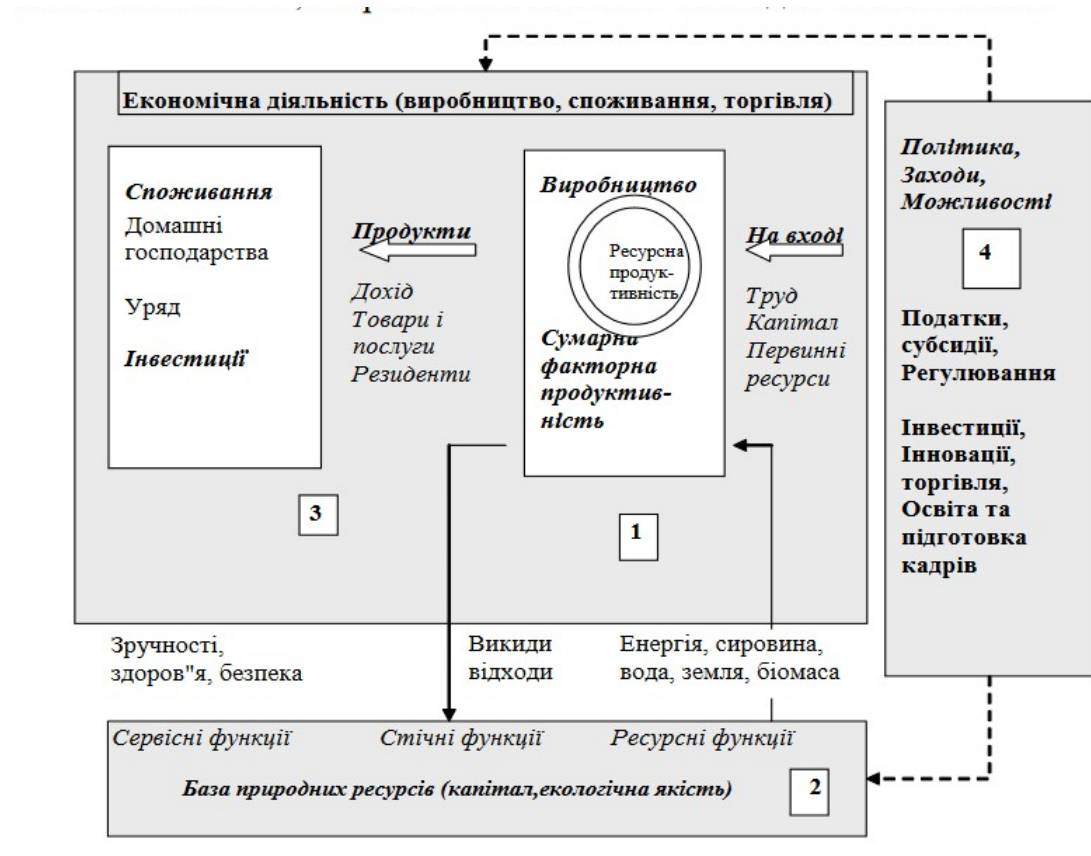 Економічна діяльність (виробництво, споживання, торгівля)
Споживання
Домашні
господарства
Уряд
Інвестиції
Продукти
Дохід
Товари і
послуги
Резиденти
Виробництво
Ресурсна
продук-
тивність
Сумарна
факторна
продуктив-
ність
На вході
Труд
Капітал
Первинні
ресурси
3
1
Політика,
Заходи,
Можливості
4
Податки,
субсидії,
Регулювання
Інвестиції,
Інновації,
торгівля,
Освіта та
підготовка
кадрів
Зручності,
здоров"я, безпека
Викиди
відходи
Енергія, сировина,
вода, земля, біомаса
Сервісні функції
Стічні функції
Ресурсні функції
База природних ресурсів (капітал,екологічна якість)
2